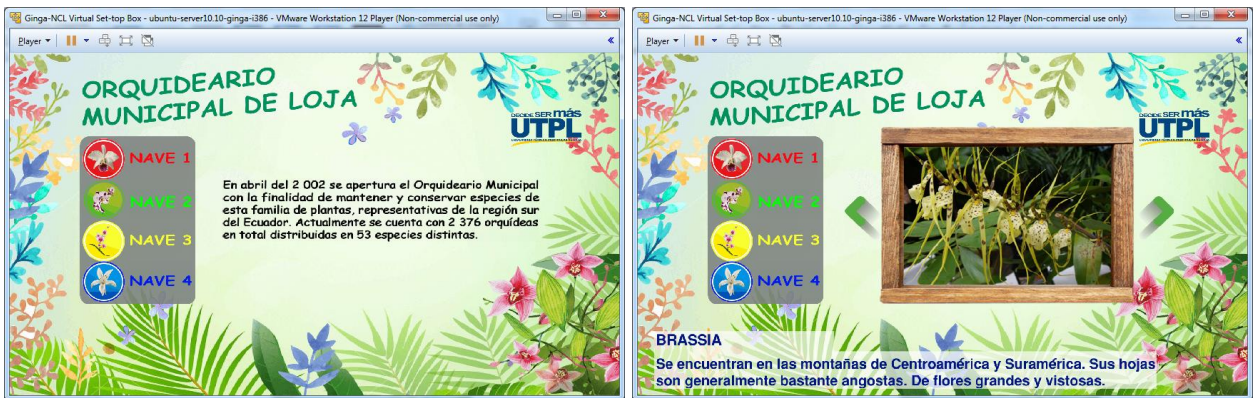 Ginga-NCL Virtual Set-top Box - ubuntu-server10.10-ginga-i386 - VMware Workstation 12 Player (Non-commercial use only)
Player
ORQUIDEARIO
MUNICIPAL DE LOJA
DECIDE SER más
UTPL
NAVE 1
NAVE 2
NAVE 3
NAVE 4
En abril del 2 002 se apertura el Orquideario Municipal
con la finalidad de mantener y conservar especies de
esta familia de plantas, representativas de la región sur
del Ecuador. Actualmente se cuenta con 2 376 orquídeas
en total distribuidas en 53 especies distintas.
Ginga-NCL Virtual Set-top Box - ubuntu-server10.10-ginga-i386 - VMware Workstation 12 Player (Non-commercial use only)
Player
ORQUIDEARIO
MUNICIPAL DE LOJA
DECIDE SER más
UTPL
NAVE 1
NAVE 2
NAVE 3
NAVE 4
BRASSIA
Se encuentran en las montañas de Centroamérica y Suramérica. Sus hojas
son generalmente bastante angostas. De flores grandes y vistosas.